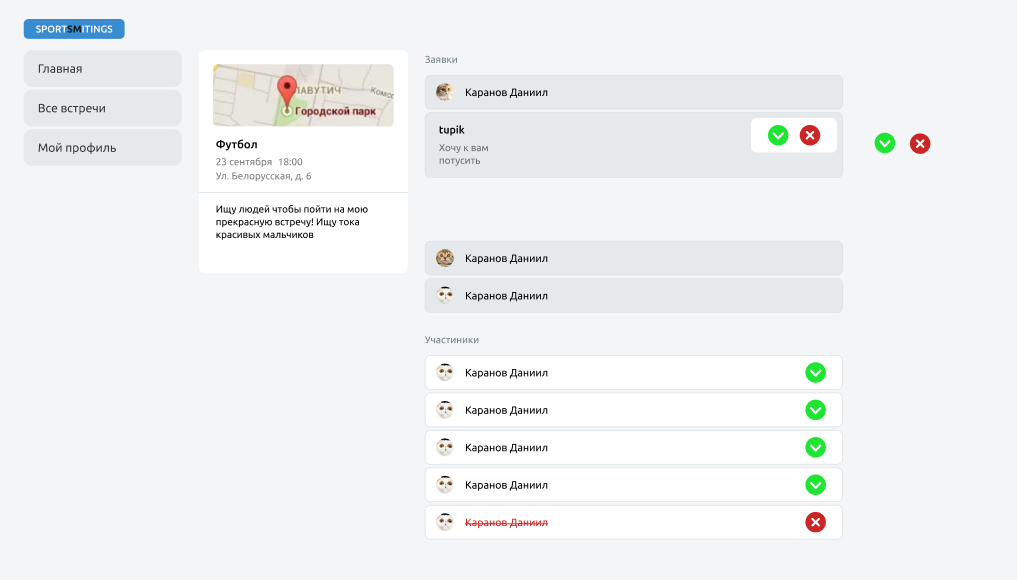 SPORTSMITINGS
Главная
Все встречи
Мой профиль
ЛАВУТИЧ
Комсо
Городской парк
Футбол
23 сентября 18:00
Ул. Белорусская, д. 6
Ищу людей чтобы пойти на мою
прекрасную встречу! Ищу тока
красивых мальчиков
Заявки
Каранов Даниил
tupik
Хочу к вам
потусить
Каранов Даниил
Каранов Даниил
Участиники
Каранов Даниил
Каранов Даниил
Каранов Даниил
Каранов Даниил
Каранов Даниил